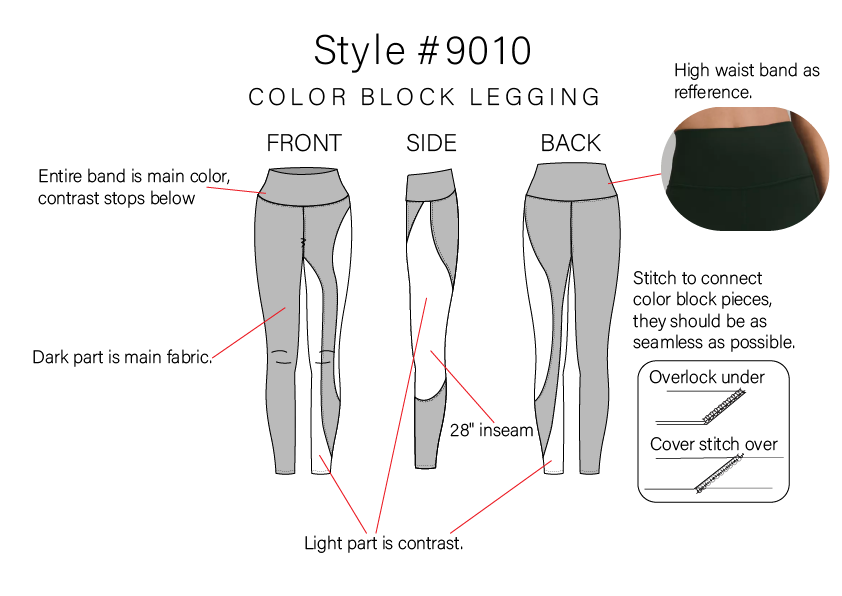 Style #9010
COLOR BLOCK LEGGING
High waist band as
refference.
FRONT
SIDE
BACK
Entire band is main color,
contrast stops below
Stitch to connect
color block pieces,
they should be as
seamless as possible.
Dark part is main fabric.
Overlock under
28" inseam
Cover stitch over
Light part is contrast.